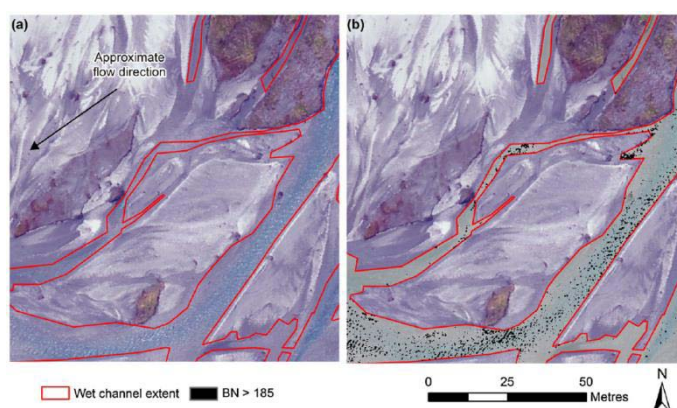 (a)
Approximate
flow direction
(b)
Wet channel extent
BN > 185
0 25 50
Metres
N